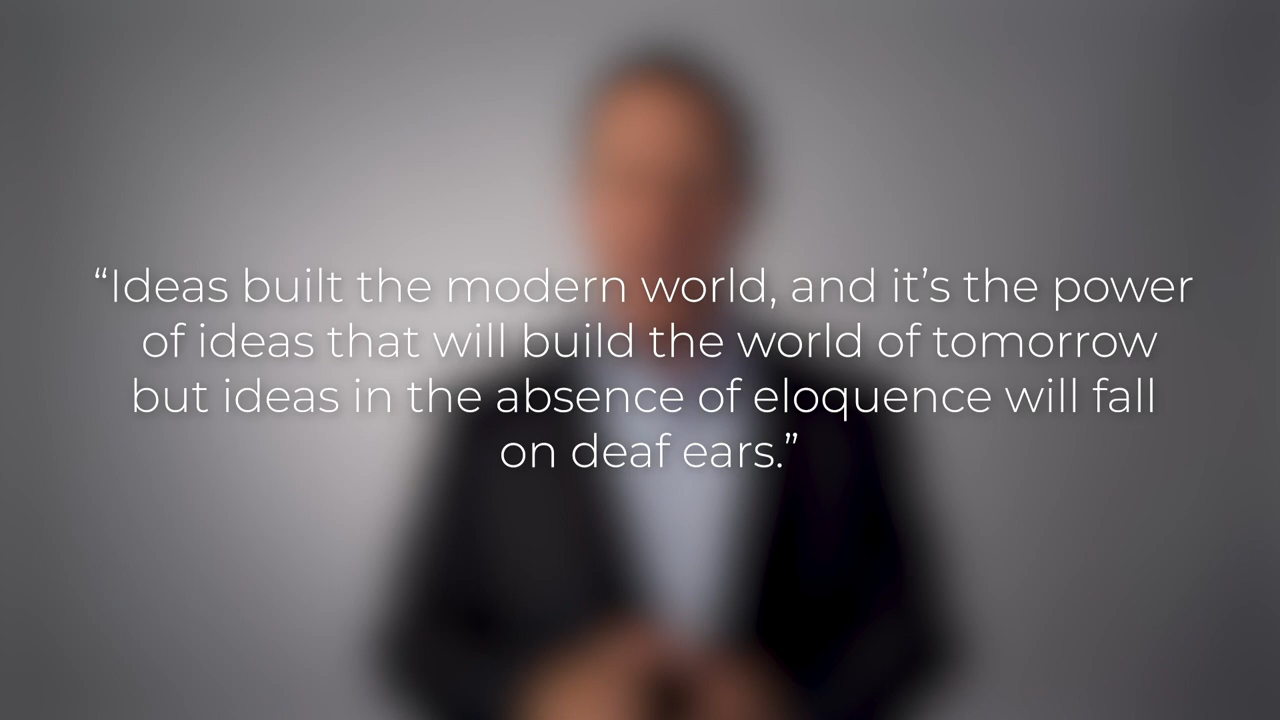 “Ideas built the modern world, and it’s the power
of ideas that will build the world of tomorrow
but ideas in the absence of eloquence will fall
on deaf ears.”